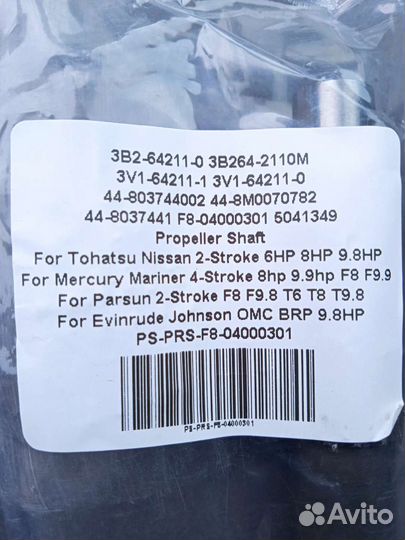 3B2-64211-0 3B264-2110M
3V1-64211-1 3V1-64211-0
44-803744002 44-8M0070782
44-8037441 F8-04000301 5041349
Propeller Shaft
For Tohatsu Nissan 2-Stroke 6HP 8HP 9.8HP
For Mercury Mariner 4-Stroke 8hp 9.9hp F8 F9.9
For Parsun 2-Stroke F8 F9.8 T6 T8 T9.8
For Evinrude Johnson OMC BRP 9.8HP
PS-PRS-F8-04000301
PS-PRS-F8-04000301
Avito